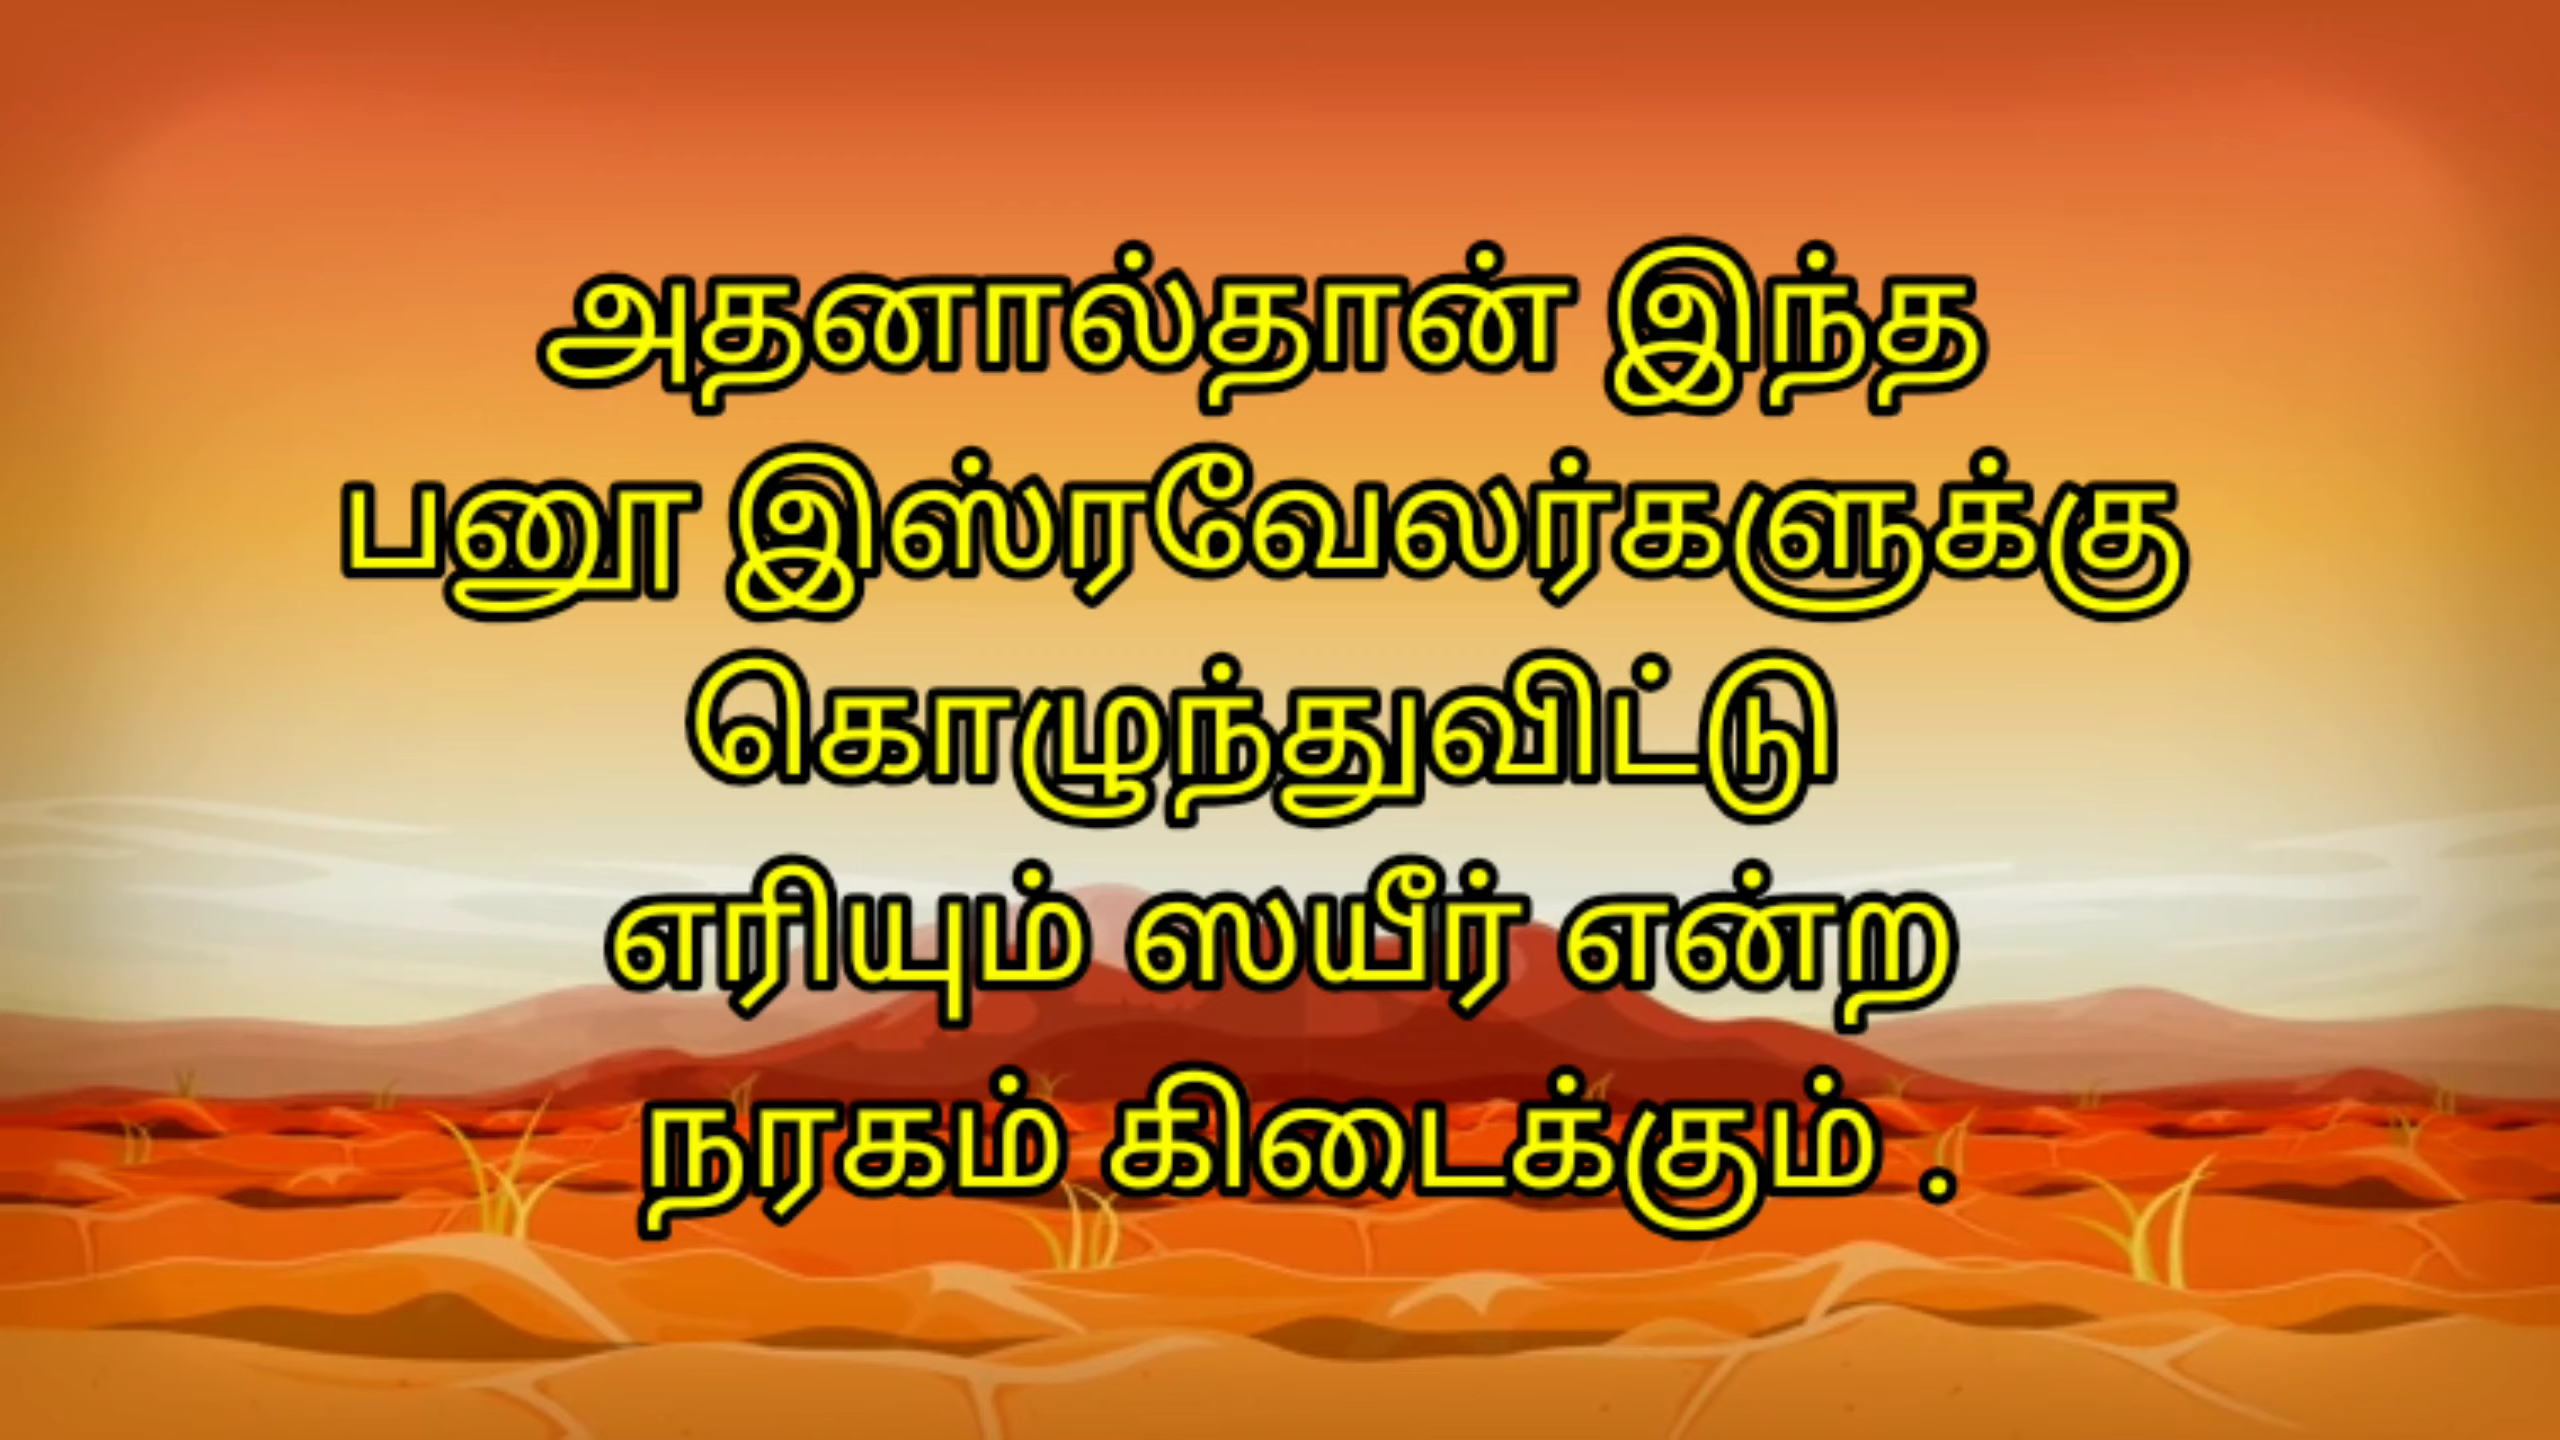 அதனால்தான் இந்த
பனூ இஸ்ரவேலர்களுக்கு
கொழுந்துவிட்டு
எரியும் ஸயீர் என்ற
நரகம் கிடைக்கும் .